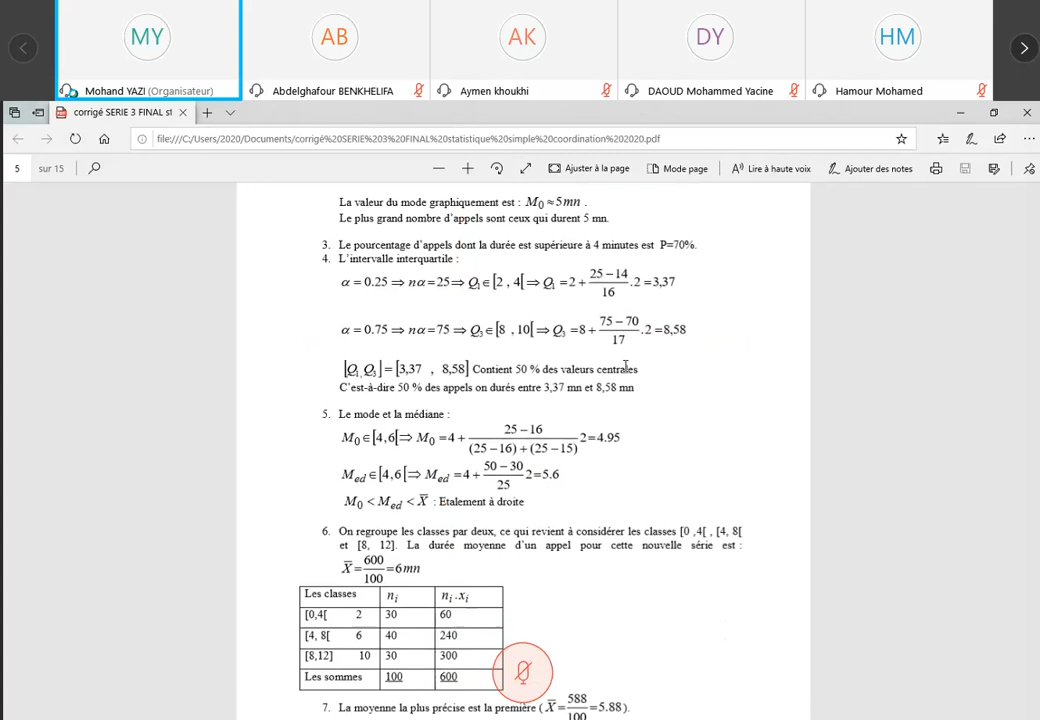 MY
AB
AK
DY
HM
Mohand YAZI (Organisateur)
Abdelghafour BENKHELIFA
Aymen khoukhi
DAOUD Mohammed Yacine
Hamour Mohamed
corrigé SERIE 3 FINAL st
file:///C:/Users/2020/Documents/corrigé%20SERIE%203%20FINAL%20statistique%20simple%20coordination%202020.pdf
5 sur 15
Ajuster à la page
Mode page
Lire à haute voix
Ajouter des notes
La valeur du mode graphiquement est : M₀ ≈ 5 mn .
Le plus grand nombre d'appels sont ceux qui durent 5 mn.
3. Le pourcentage d'appels dont la durée est supérieure à 4 minutes est P=70%.
4. L'intervalle interquartile :
α = 0.25 ⇒ nα = 25 ⇒ Q₁ ∈ [2 , 4[ ⇒ Q₁ = 2 + (25−14)/16 .2 = 3,37
α = 0.75 ⇒ nα = 75 ⇒ Q₃ ∈ [8 , 10[ ⇒ Q₃ = 8 + (75−70)/17 .2 = 8,58
[Q₁, Q₃] = [3,37 , 8,58] Contient 50 % des valeurs centrales
C'est-à-dire 50 % des appels on durés entre 3,37 mn et 8,58 mn
5. Le mode et la médiane :
M₀ ∈ [4,6[ ⇒ M₀ = 4 + (25−16)/((25−16)+(25−15)) 2 = 4.95
Med ∈ [4,6[ ⇒ Med = 4 + (50−30)/25 2 = 5.6
M₀ < Med < X̄ : Etalement à droite
6. On regroupe les classes par deux, ce qui revient à considérer les classes [0 ,4[ , [4, 8[
et [8, 12]. La durée moyenne d'un appel pour cette nouvelle série est :
X̄ = 600/100 = 6 mn
Les classes nᵢ nᵢ.xᵢ
[0,4[ 2 30 60
[4, 8[ 6 40 240
[8,12] 10 30 300
Les sommes 100 600
7. La moyenne la plus précise est la première ( X̄ = 588/100 = 5.88).